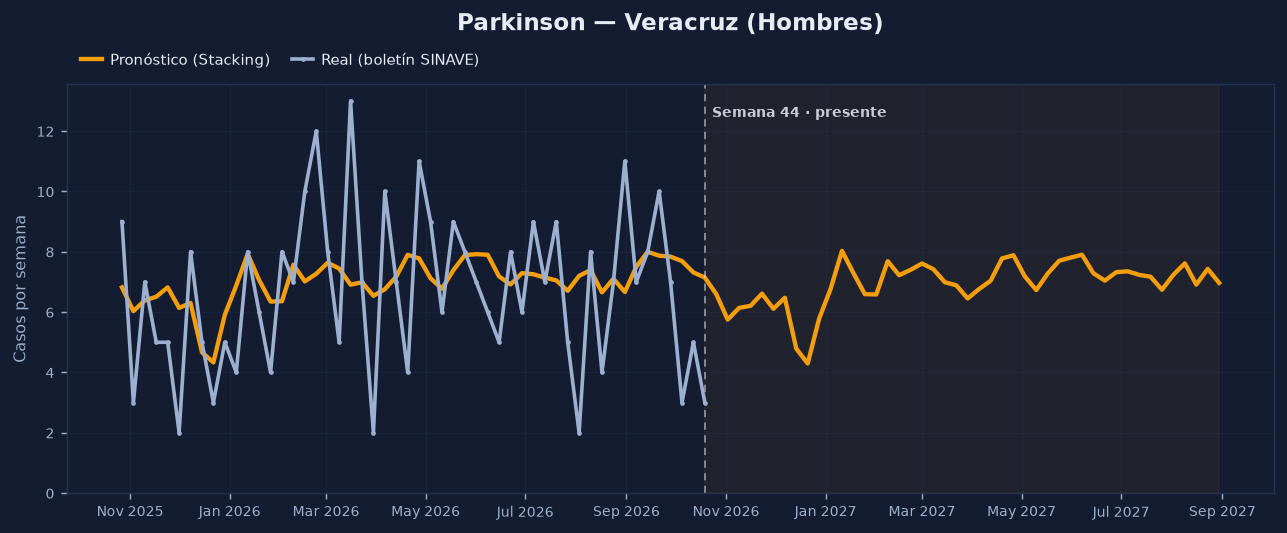 Parkinson — Veracruz (Hombres)
Pronóstico (Stacking)
Real (boletín SINAVE)
Semana 44 · presente
Casos por semana
12
10
8
6
4
2
0
Nov 2025
Jan 2026
Mar 2026
May 2026
Jul 2026
Sep 2026
Nov 2026
Jan 2027
Mar 2027
May 2027
Jul 2027
Sep 2027